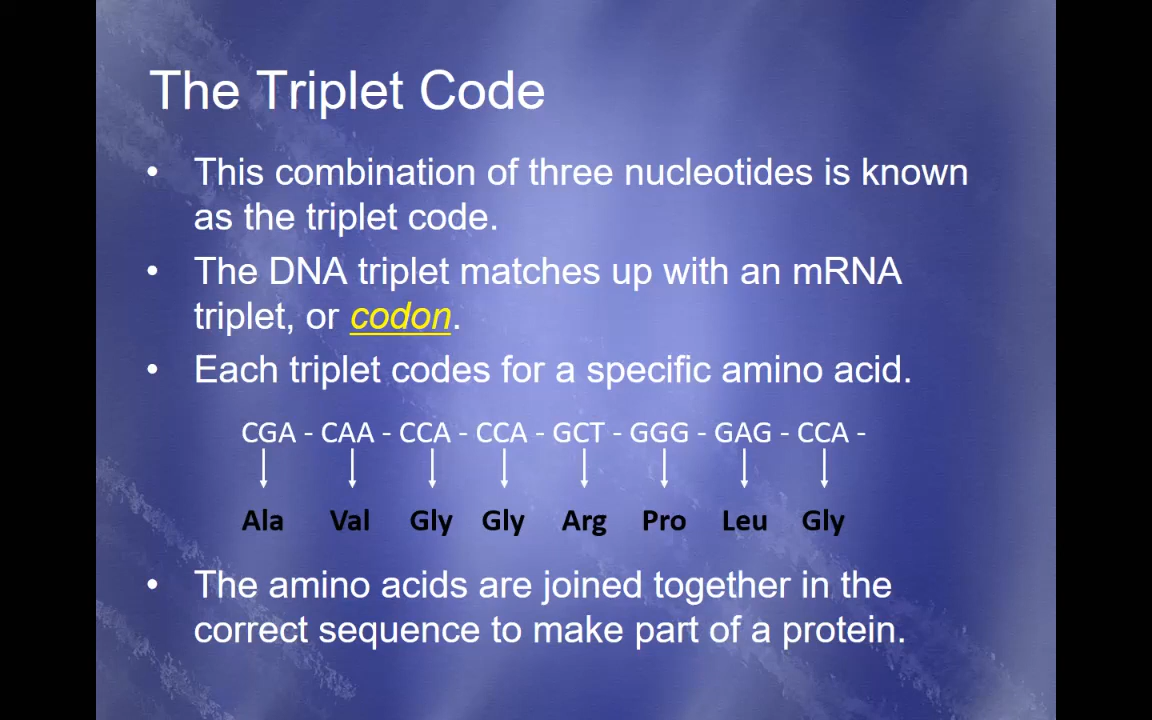 The Triplet Code
• This combination of three nucleotides is known
as the triplet code.
• The DNA triplet matches up with an mRNA
triplet, or codon.
• Each triplet codes for a specific amino acid.
CGA - CAA - CCA - CCA - GCT - GGG - GAG - CCA -
Ala Val Gly Gly Arg Pro Leu Gly
• The amino acids are joined together in the
correct sequence to make part of a protein.